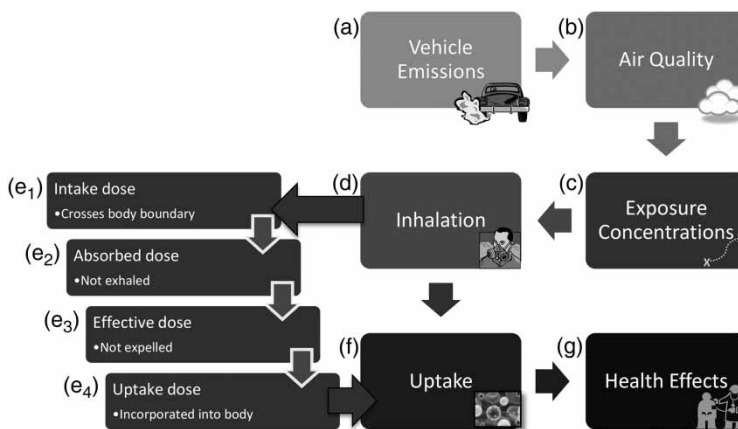 (a)
Vehicle
Emissions
(b)
Air Quality
(e1)
Intake dose
•Crosses body boundary
(d)
Inhalation
(c)
Exposure
Concentrations
x
(e2)
Absorbed dose
•Not exhaled
(e3)
Effective dose
•Not expelled
(e4)
Uptake dose
•Incorporated into body
(f)
Uptake
(g)
Health Effects